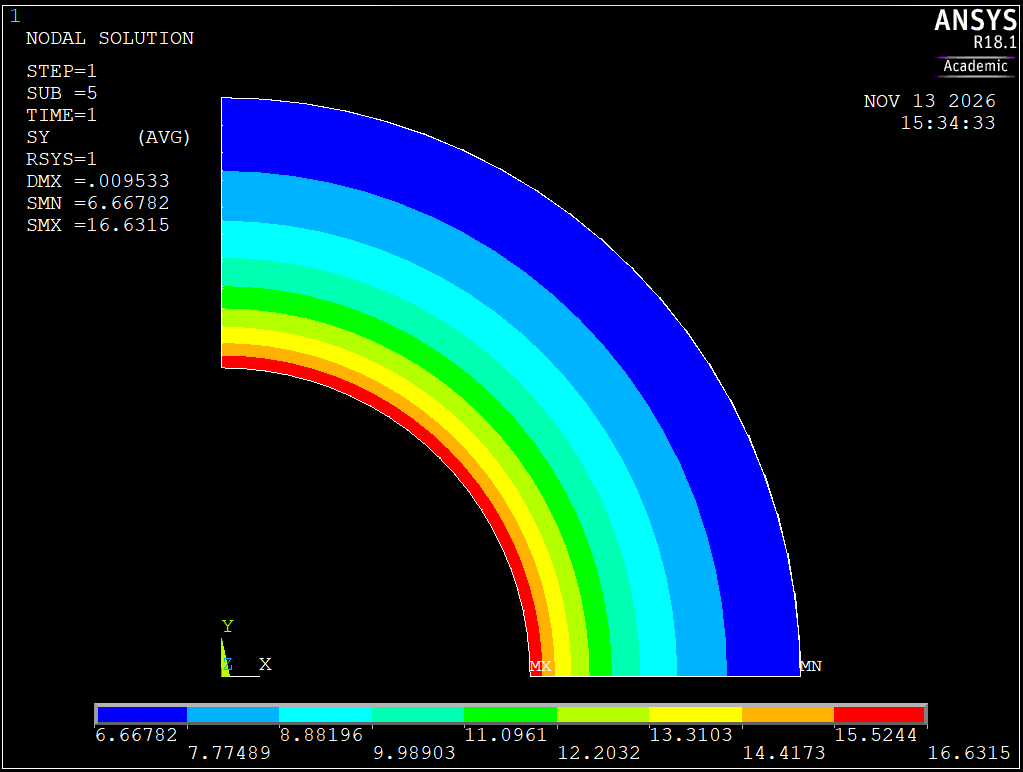 1
ANSYS
R18.1
Academic
NODAL SOLUTION
STEP=1
SUB =5
TIME=1
SY (AVG)
RSYS=1
DMX =.009533
SMN =6.66782
SMX =16.6315
NOV 13 2026
15:34:33
Y
Z X
MX MN
6.66782 8.88196 11.0961 13.3103 15.5244
7.77489 9.98903 12.2032 14.4173 16.6315